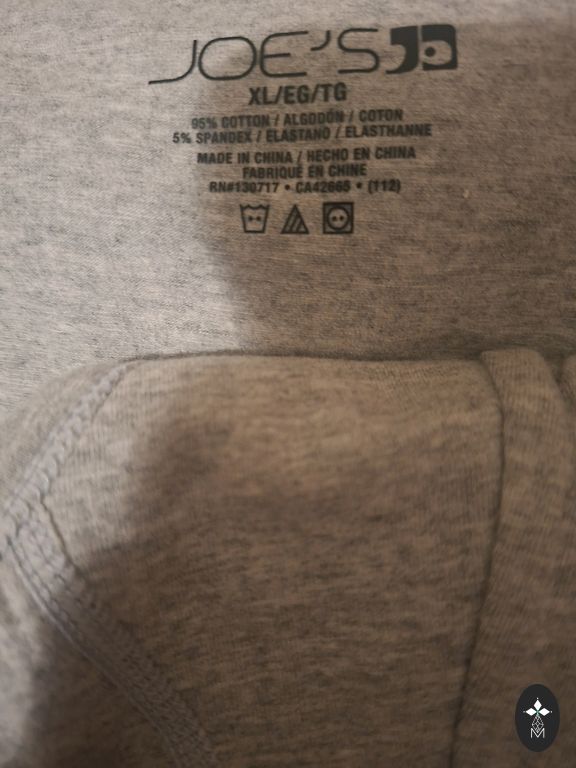 JOE'S JD
XL/EG/TG
95% COTTON / ALGODÓN / COTON
5% SPANDEX / ELASTANO / ELASTHANNE
MADE IN CHINA / HECHO EN CHINA
FABRIQUÉ EN CHINE
RN#130717 • CA42665 • (112)
M